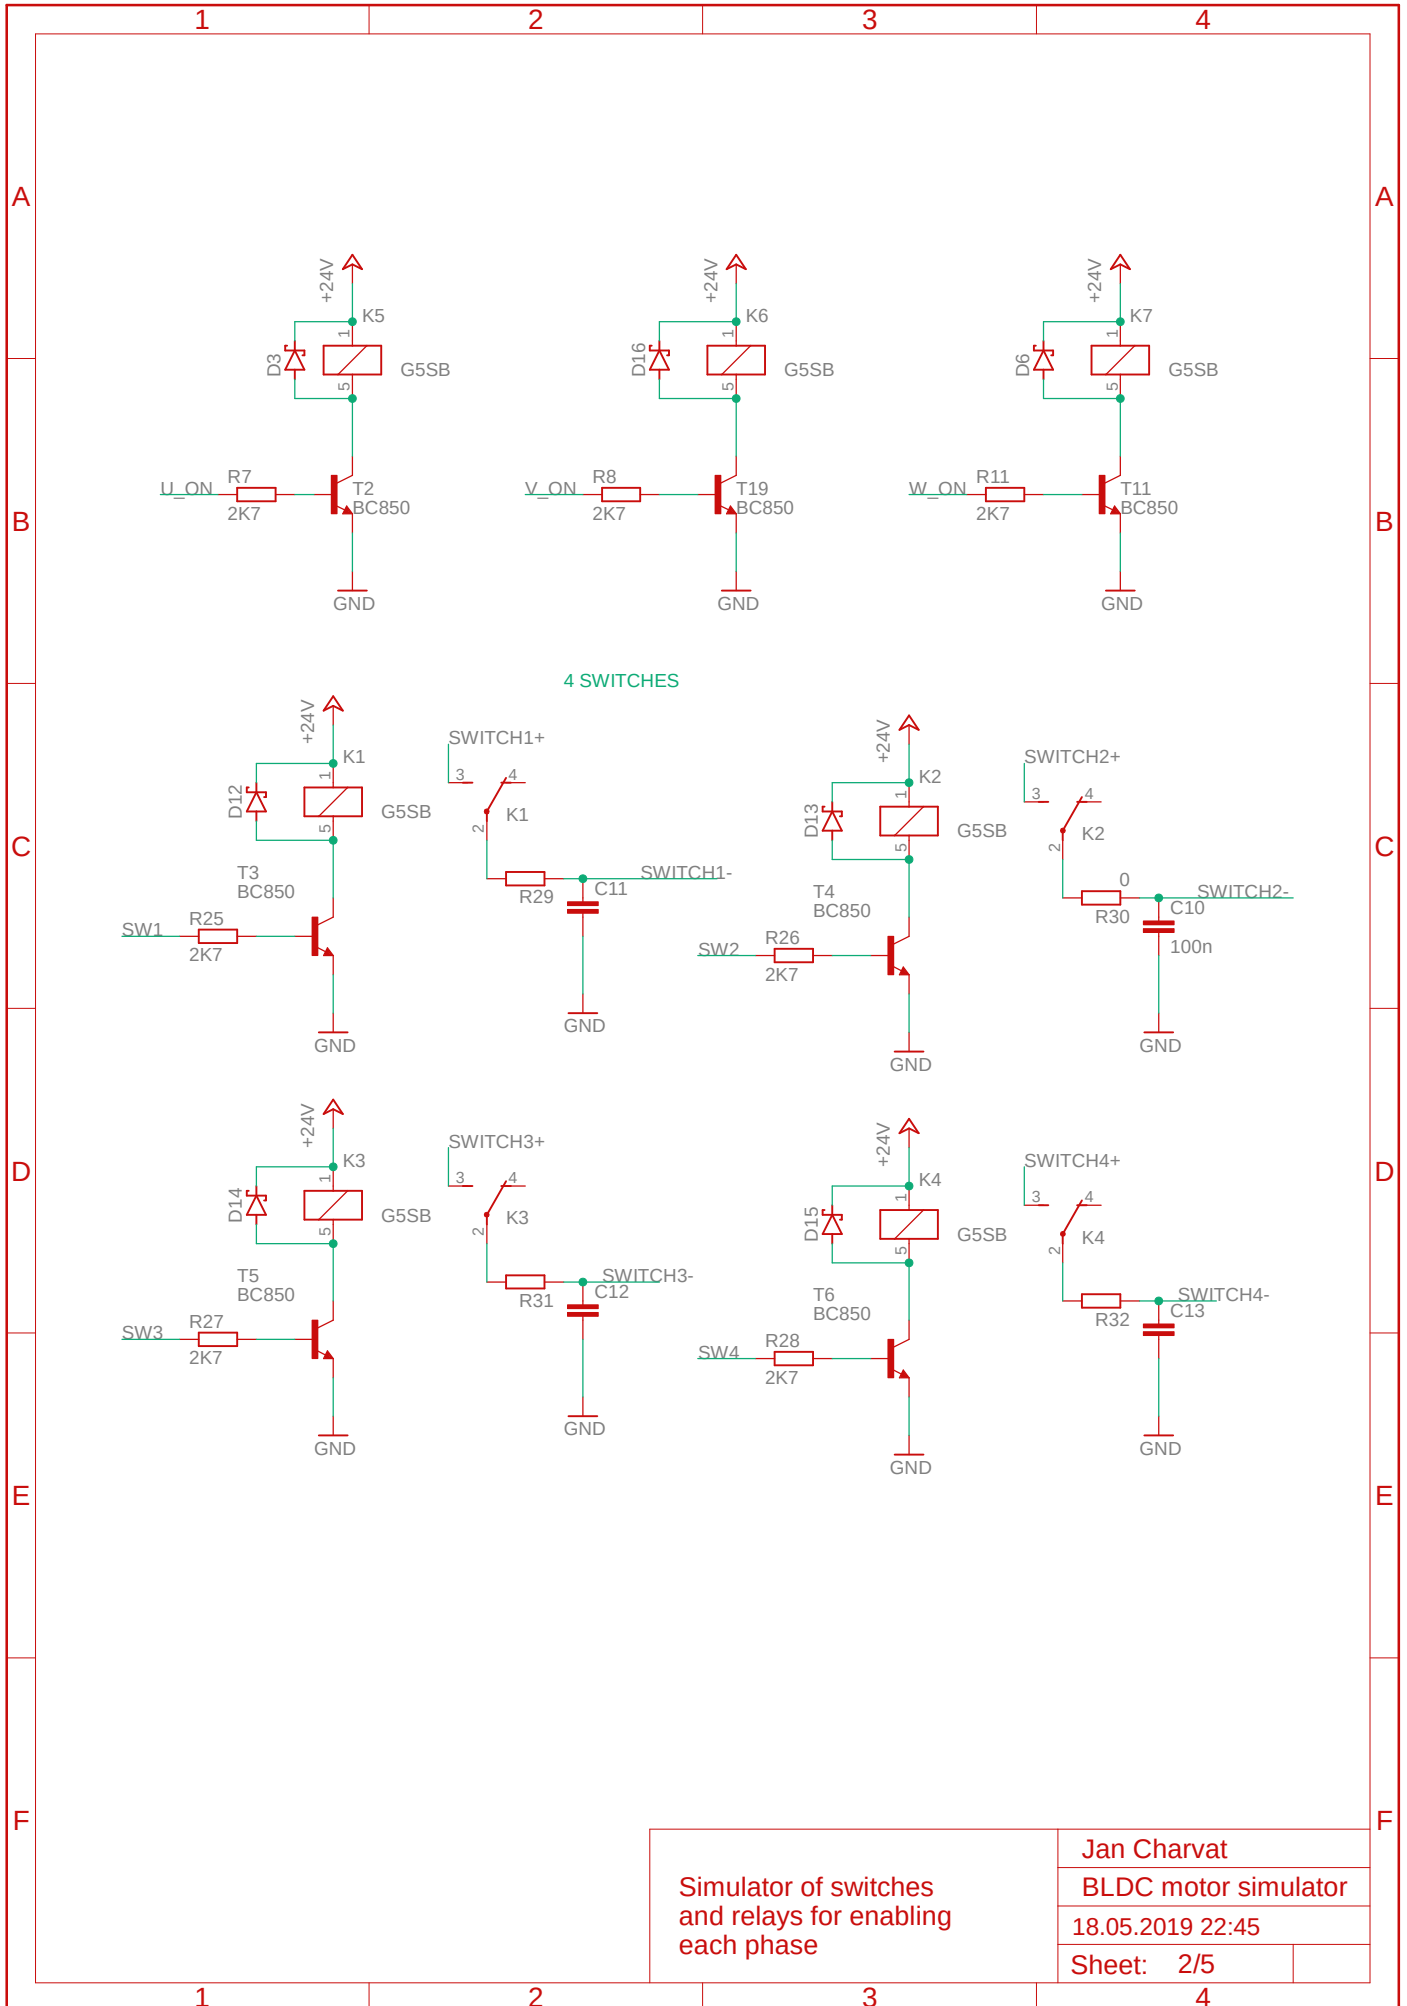 1 2 3 4
A A
+24V +24V +24V
K5 K6 K7
1 1 1
D3 D16 D6
G5SB G5SB G5SB
5 5 5
R7 R8 R11
U_ON V_ON W_ON
T2 T19 T11
BC850 BC850 BC850
2K7 2K7 2K7
B B
GND GND GND
4 SWITCHES
+24V
SWITCH1+
K1
1
3 4
D12
G5SB
K1
5
2
T3
BC850
R29
C11
SWITCH1-
R25
SW1
2K7
GND
GND
+24V
SWITCH2+
K2
1
3 4
D13
G5SB
K2
5
2
T4
BC850
0
R30
C10
SWITCH2-
100n
R26
SW2
2K7
GND
GND
C C
+24V
SWITCH3+
K3
1
3 4
D14
G5SB
K3
5
2
T5
BC850
R31
C12
SWITCH3-
R27
SW3
2K7
GND
GND
+24V
SWITCH4+
K4
1
3 4
D15
G5SB
K4
5
2
T6
BC850
R32
C13
SWITCH4-
R28
SW4
2K7
GND
GND
D D
E E
F F
Simulator of switches
and relays for enabling
each phase
Jan Charvat
BLDC motor simulator
18.05.2019 22:45
Sheet: 2/5
1 2 3 4